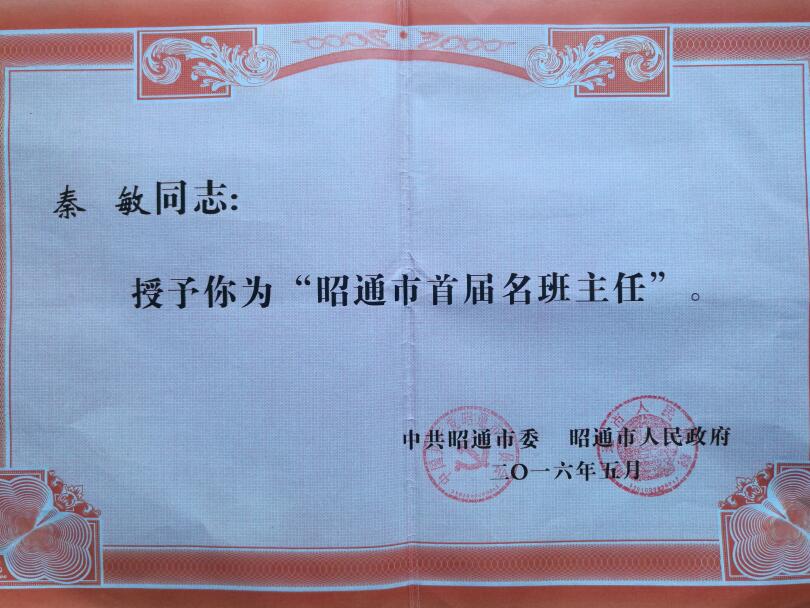 秦 敏同志:
授予你为“昭通市首届名班主任”。
中共昭通市委 昭通市人民政府
二〇一六年五月